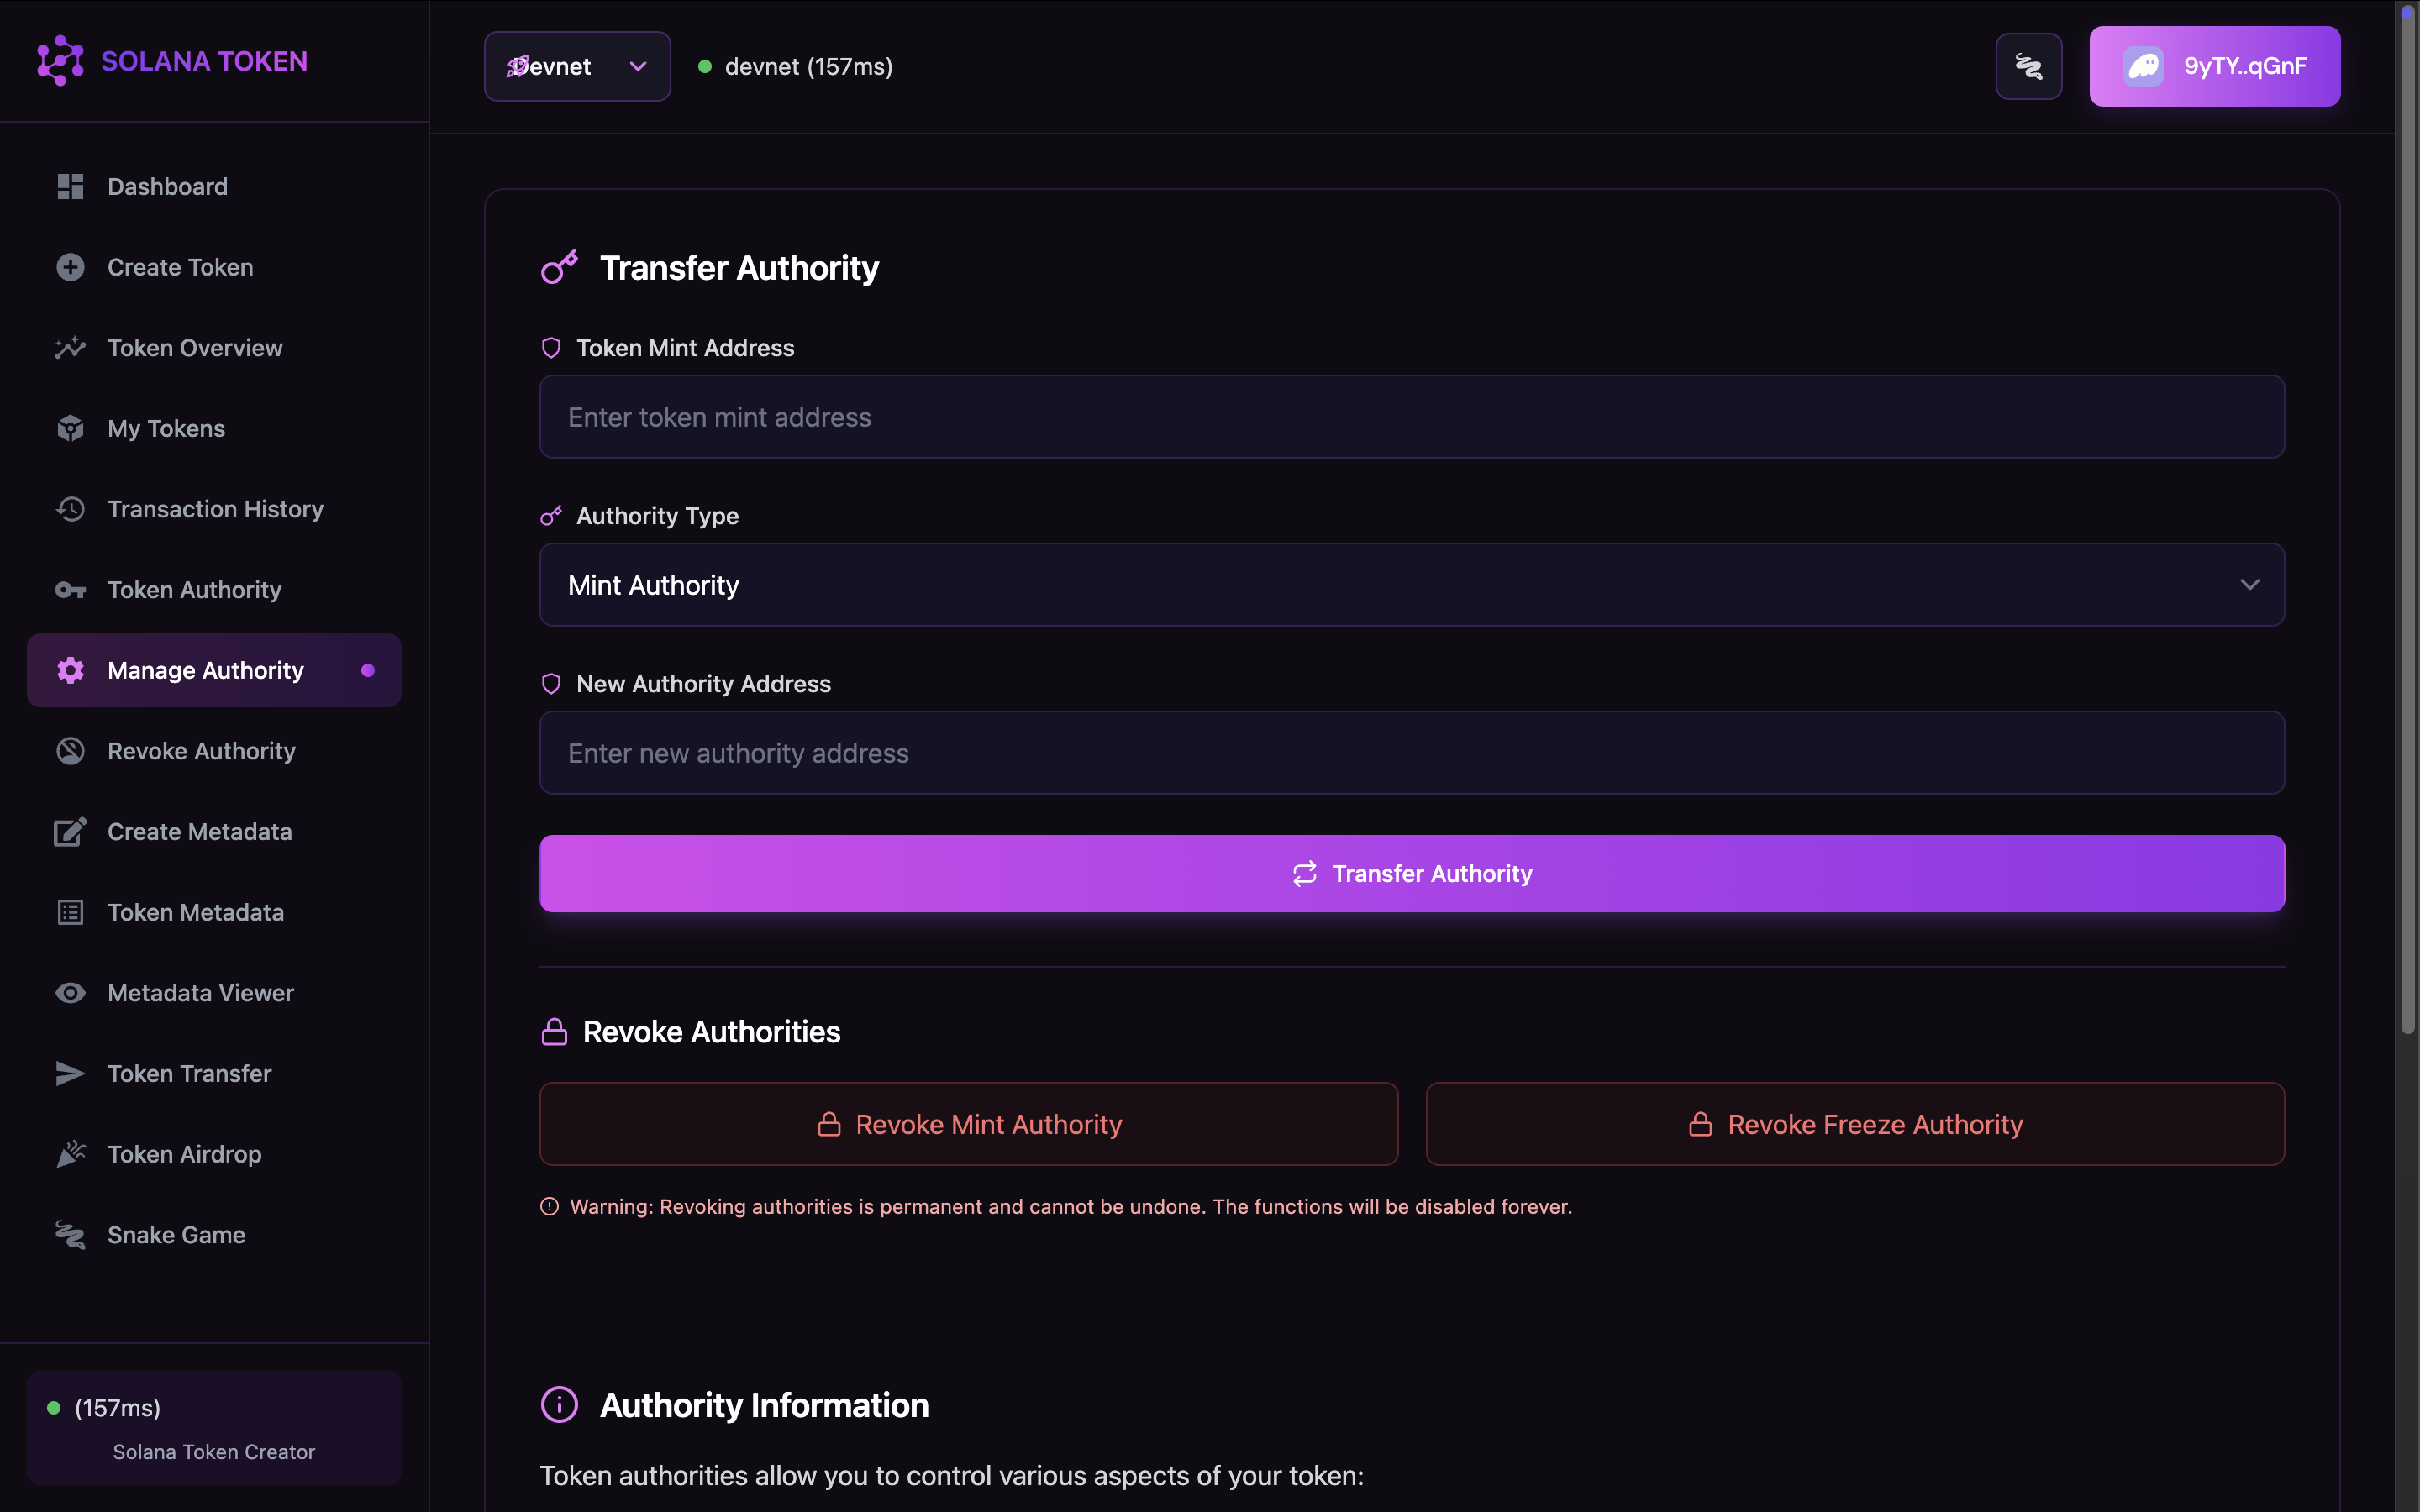 SOLANA TOKEN
Dashboard
Create Token
Token Overview
My Tokens
Transaction History
Token Authority
Manage Authority
Revoke Authority
Create Metadata
Token Metadata
Metadata Viewer
Token Transfer
Token Airdrop
Snake Game
(157ms)
Solana Token Creator
Devnet
devnet (157ms)
9yTY..qGnF
Transfer Authority
Token Mint Address
Enter token mint address
Authority Type
Mint Authority
New Authority Address
Enter new authority address
Transfer Authority
Revoke Authorities
Revoke Mint Authority
Revoke Freeze Authority
Warning: Revoking authorities is permanent and cannot be undone. The functions will be disabled forever.
Authority Information
Token authorities allow you to control various aspects of your token: